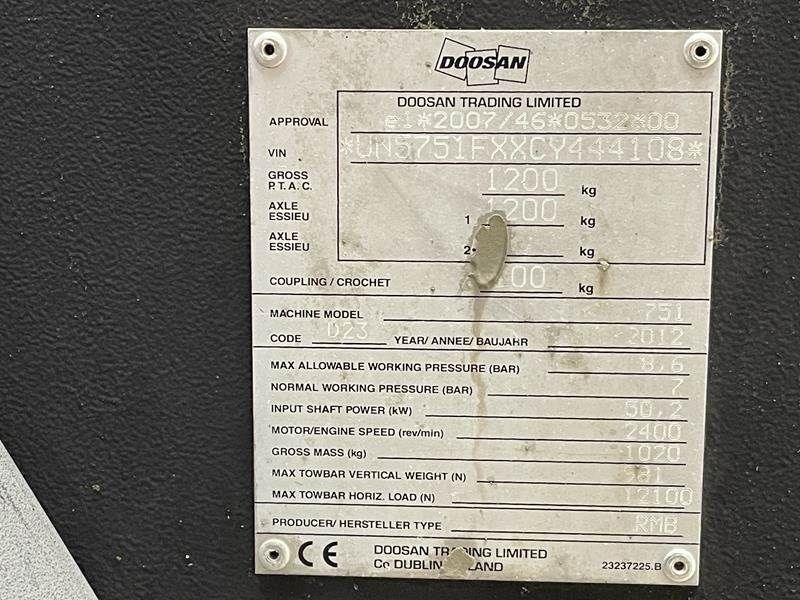 DOOSAN
DOOSAN TRADING LIMITED
APPROVAL e1*2007/46*0532*00
VIN *UN5751FXXCY444108*
GROSS P.T.A.C. 1200 kg
AXLE ESSIEU 1 1200 kg
AXLE ESSIEU 2• kg
COUPLING / CROCHET kg
MACHINE MODEL 751
CODE D23 YEAR/ ANNEE/ BAUJAHR 2012
MAX ALLOWABLE WORKING PRESSURE (BAR) 8,6
NORMAL WORKING PRESSURE (BAR) 7
INPUT SHAFT POWER (kW) 50,2
MOTOR/ENGINE SPEED (rev/min) 2400
GROSS MASS (kg) 1020
MAX TOWBAR VERTICAL WEIGHT (N)
MAX TOWBAR HORIZ. LOAD (N) 12100
PRODUCER/ HERSTELLER TYPE RMB
CE DOOSAN TRADING LIMITED
Co DUBLIN
23237225.B